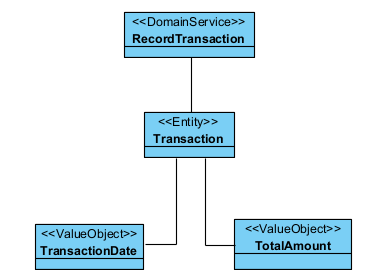 <<DomainService>>
RecordTransaction
<<Entity>>
Transaction
<<ValueObject>>
TransactionDate
<<ValueObject>>
TotalAmount